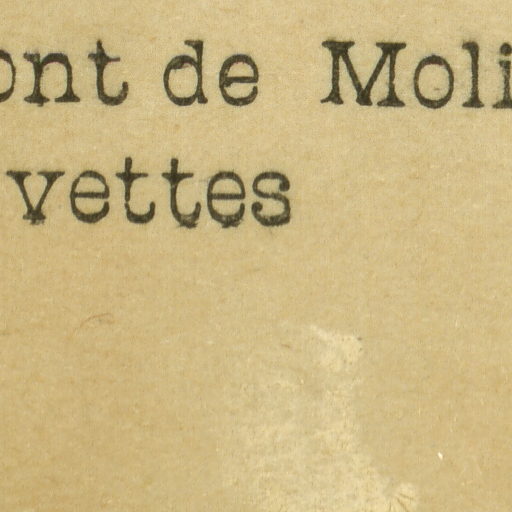 ont de Moli
vettes